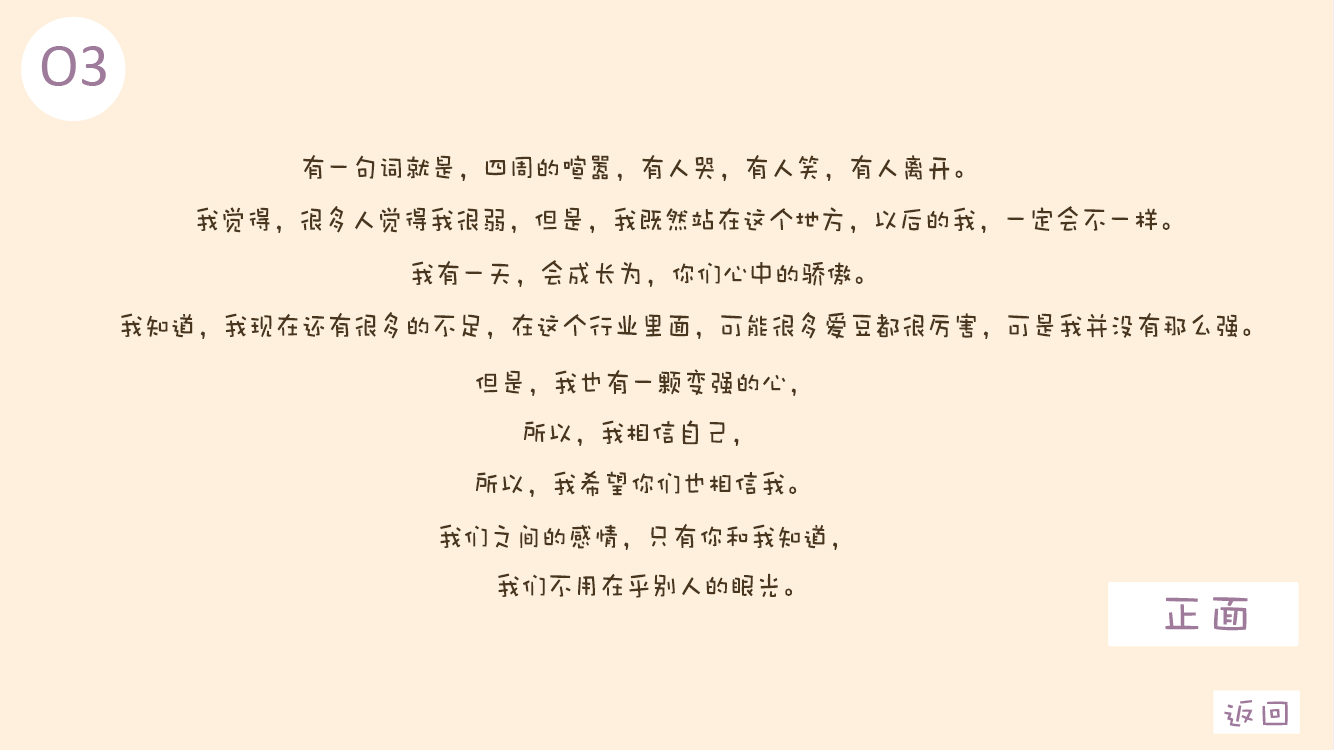 03
有一句词就是，四周的喧嚣，有人哭，有人笑，有人离开。
我觉得，很多人觉得我很弱，但是，我既然站在这个地方，以后的我，一定会不一样。
我有一天，会成长为，你们心中的骄傲。
我知道，我现在还有很多的不足，在这个行业里面，可能很多爱豆都很厉害，可是我并没有那么强。
但是，我也有一颗变强的心，
所以，我相信自己，
所以，我希望你们也相信我。
我们之间的感情，只有你和我知道，
我们不用在乎别人的眼光。
正面
返回